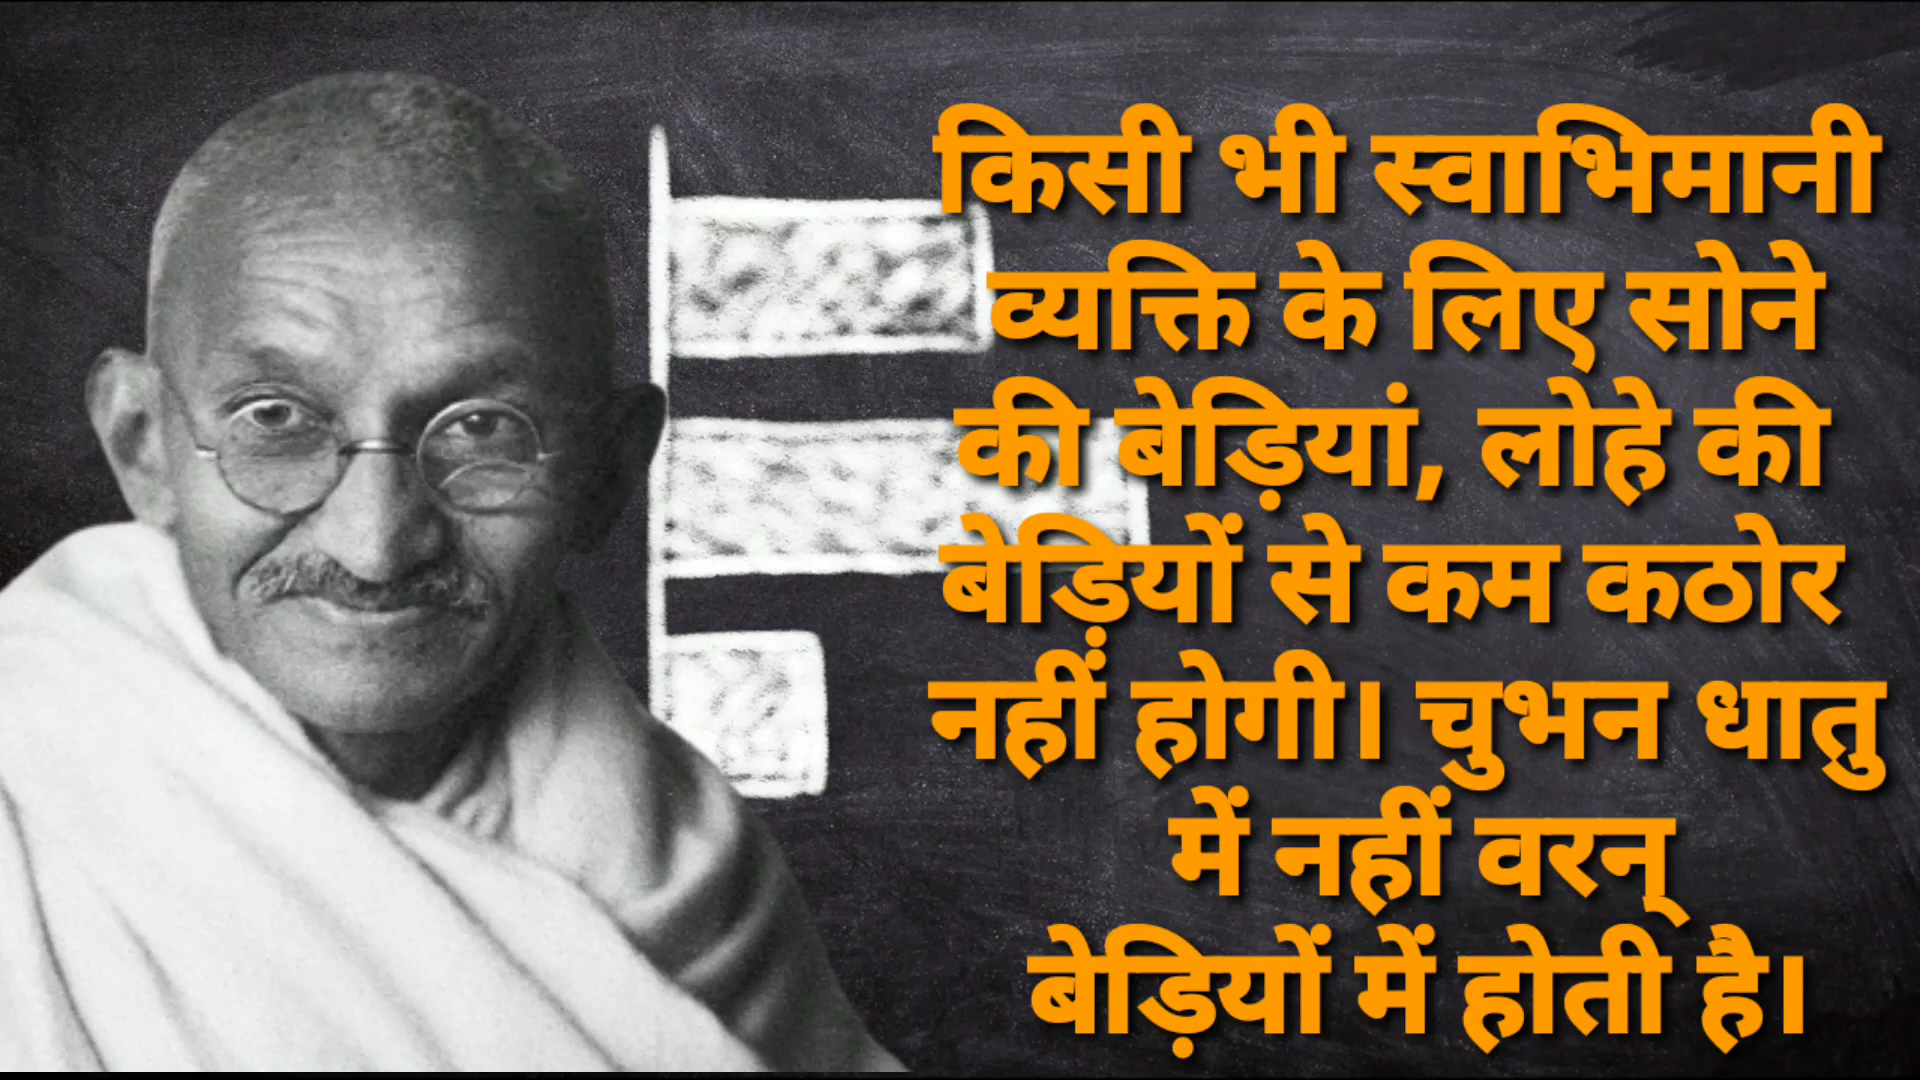 किसी भी स्वाभिमानी
व्यक्ति के लिए सोने
की बेड़ियां, लोहे की
बेड़ियों से कम कठोर
नहीं होगी। चुभन धातु
में नहीं वरन्
बेड़ियों में होती है।